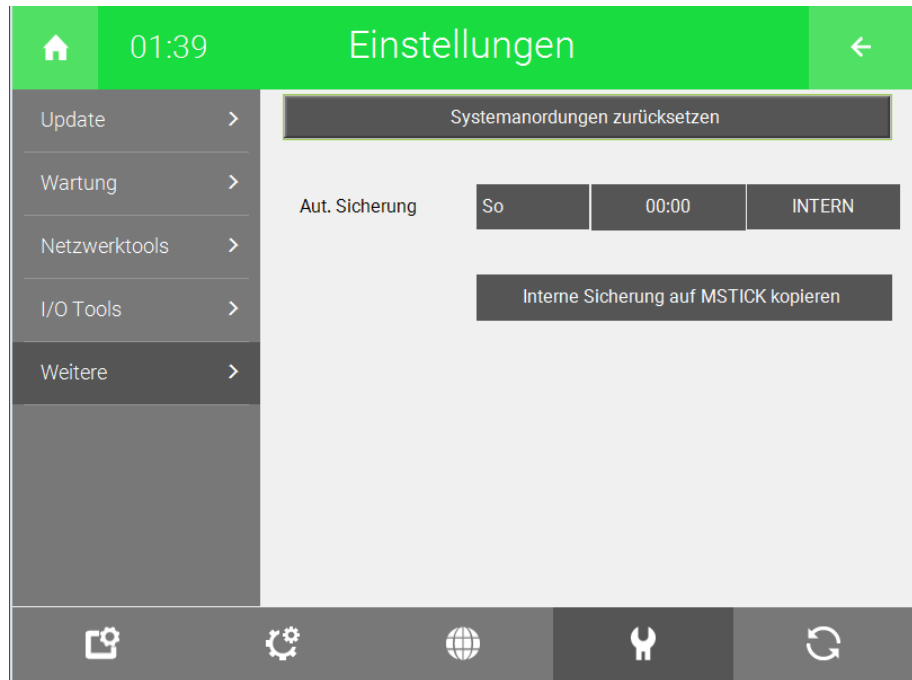 01:39 Einstellungen
Update
Wartung
Netzwerktools
I/O Tools
Weitere
Systemanordungen zurücksetzen
Aut. Sicherung So 00:00 INTERN
Interne Sicherung auf MSTICK kopieren